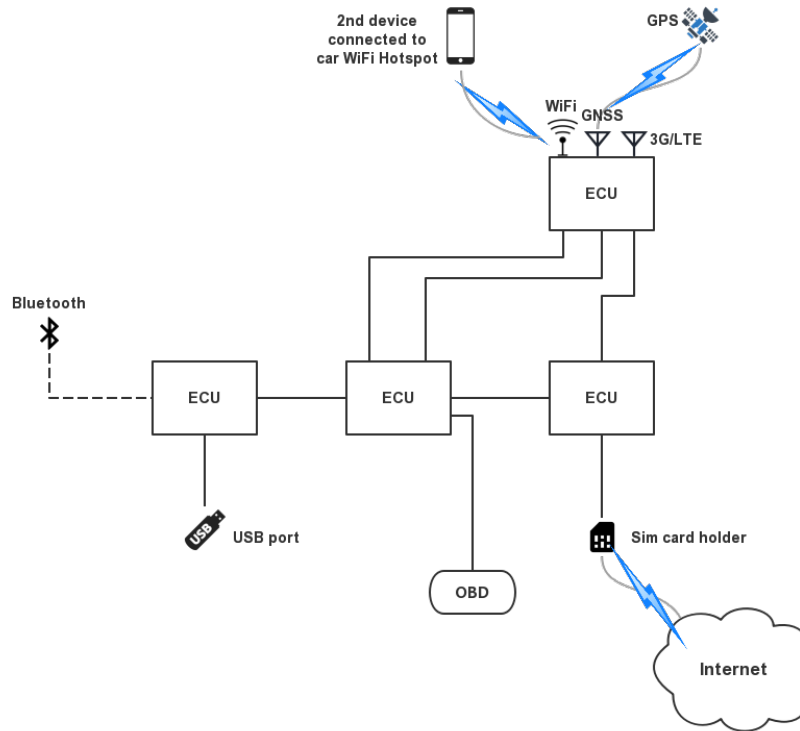 2nd device
connected to
car WiFi Hotspot
GPS
WiFi
GNSS
3G/LTE
ECU
Bluetooth
ECU
ECU
ECU
USB
USB port
Sim card holder
OBD
Internet